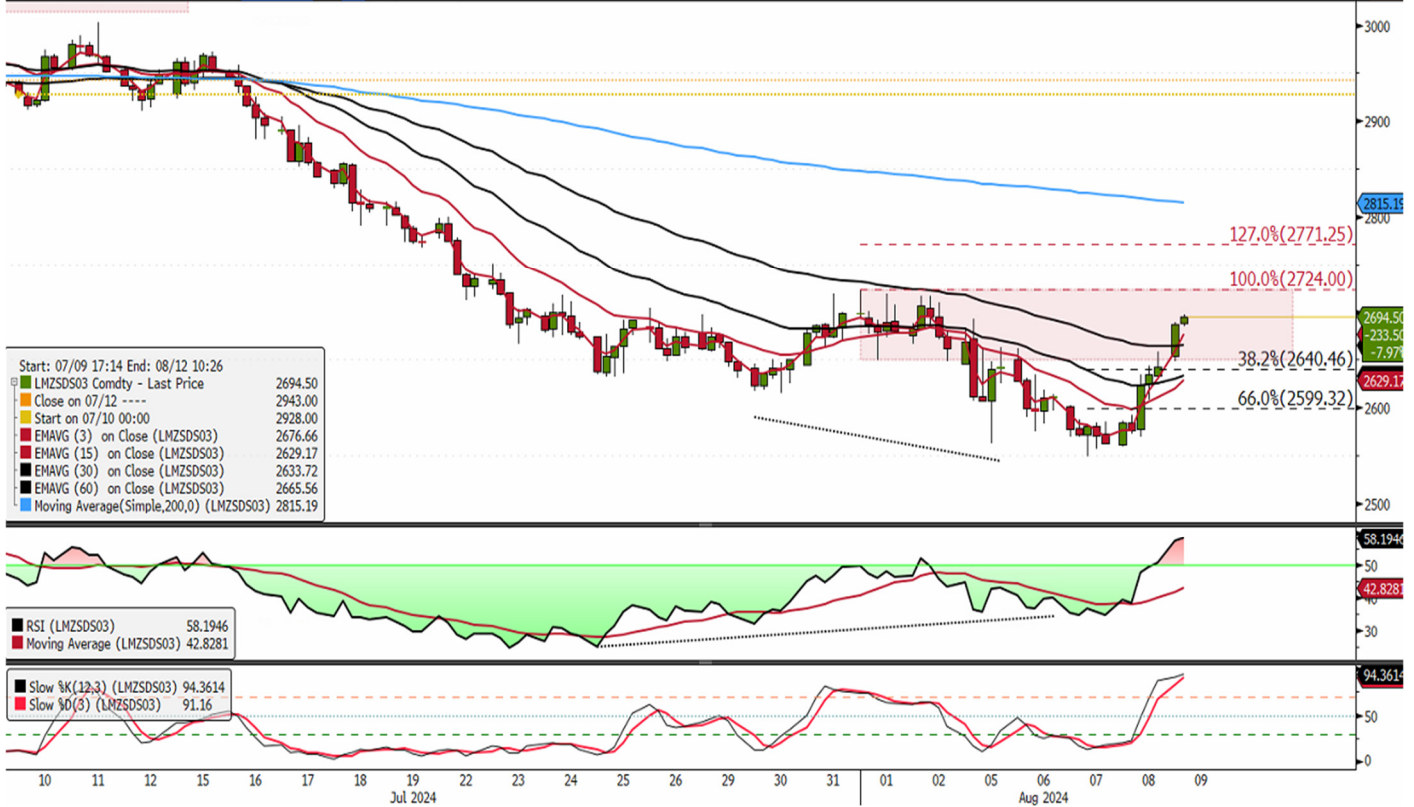 3000
2900
2815.19
2800
127.0%(2771.25)
100.0%(2724.00)
2694.50
-233.50
-7.97%
38.2%(2640.46)
2629.17
66.0%(2599.32)
2600
2500
Start: 07/09 17:14 End: 08/12 10:26
LMZSDS03 Comdty - Last Price 2694.50
Close on 07/12 ---- 2943.00
Start on 07/10 00:00 2928.00
EMAVG (3) on Close (LMZSDS03) 2676.66
EMAVG (15) on Close (LMZSDS03) 2629.17
EMAVG (30) on Close (LMZSDS03) 2633.72
EMAVG (60) on Close (LMZSDS03) 2665.56
Moving Average(Simple,200,0) (LMZSDS03) 2815.19
58.1946
50
42.8281
40
30
RSI (LMZSDS03) 58.1946
Moving Average (LMZSDS03) 42.8281
94.3614
50
0
Slow %K(12,3) (LMZSDS03) 94.3614
Slow %D(3) (LMZSDS03) 91.16
10 11 12 15 16 17 18 19 22 23 24 25 26 29 30 31 01 02 05 06 07 08 09
Jul 2024 Aug 2024